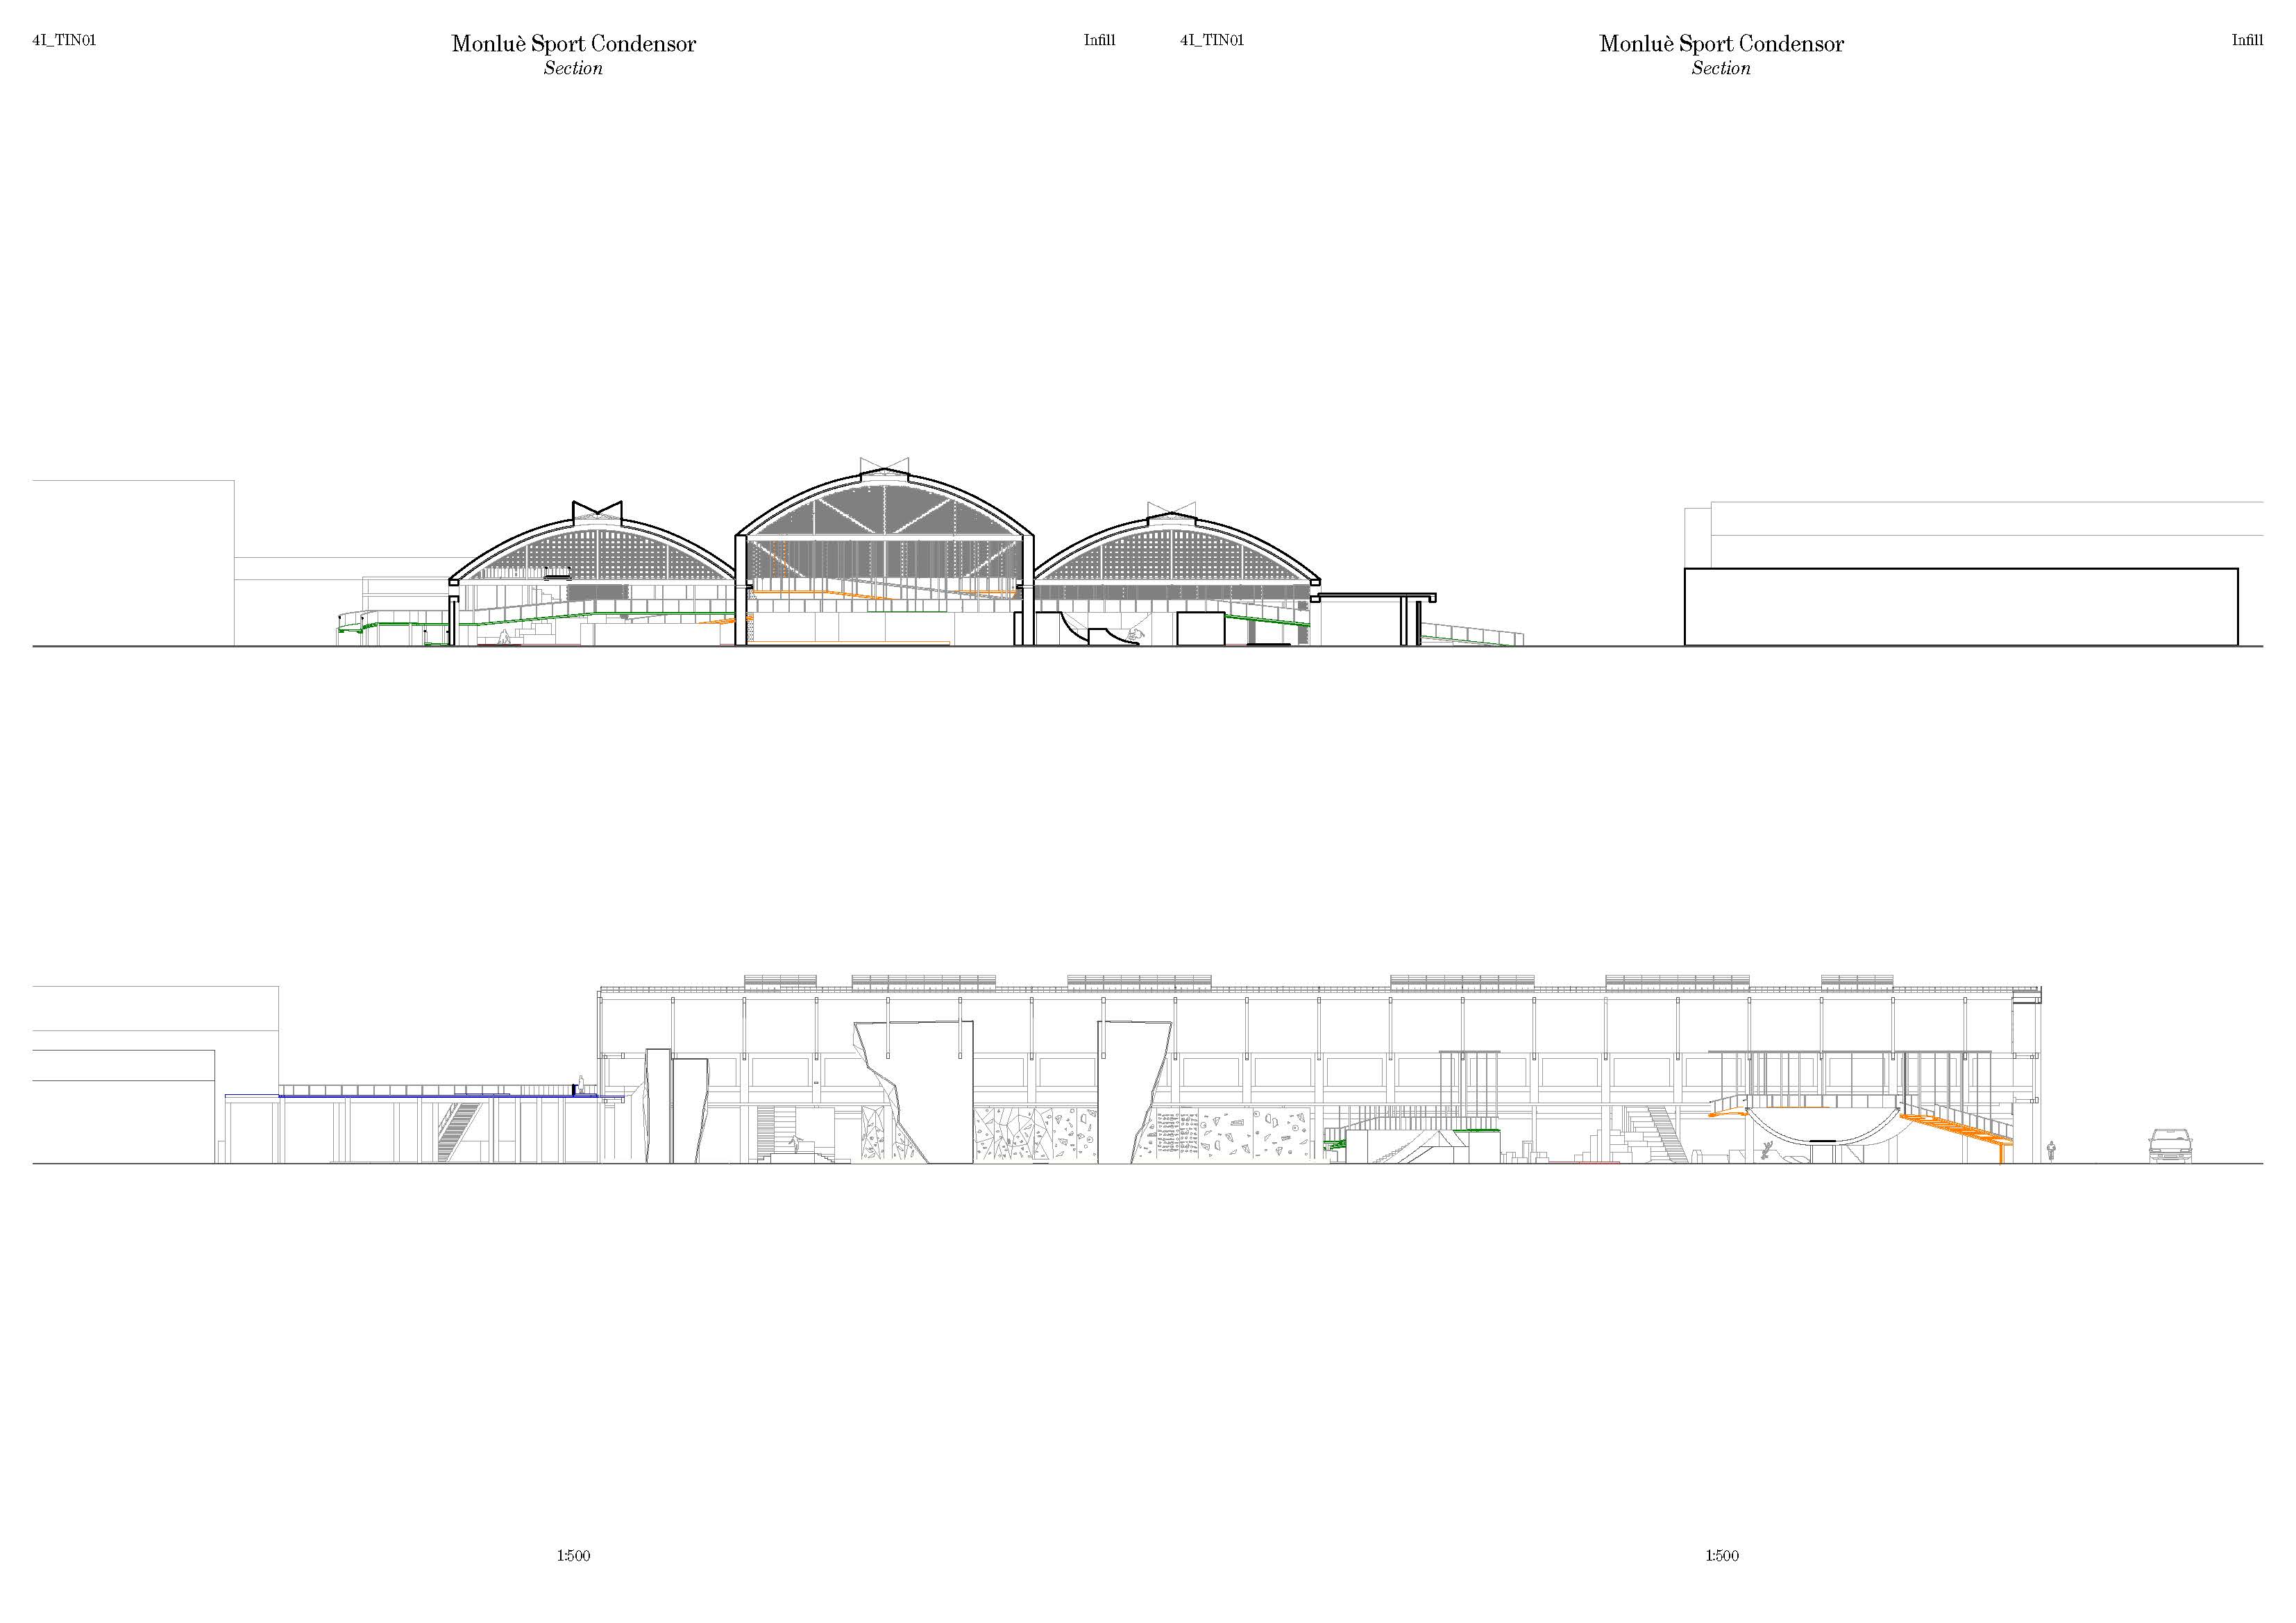 4I_TIN01
Monluè Sport Condensor
Section
Infill
4I_TIN01
Monluè Sport Condensor
Section
Infill
1:500
1:500